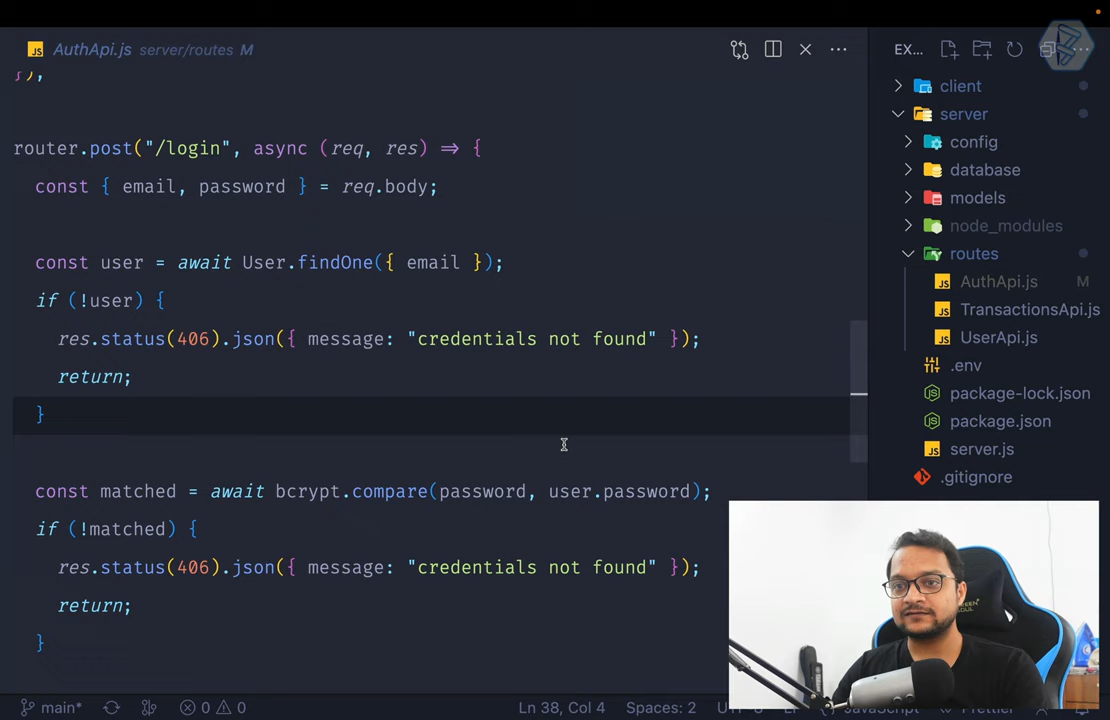 AuthApi.js server/routes M
EX...
});
client
server
router.post("/login", async (req, res) => {
config
const { email, password } = req.body;
database
models
node_modules
const user = await User.findOne({ email });
routes
AuthApi.js M
if (!user) {
TransactionsApi.js
res.status(406).json({ message: "credentials not found" });
UserApi.js
.env
return;
package-lock.json
}
package.json
server.js
.gitignore
const matched = await bcrypt.compare(password, user.password);
if (!matched) {
res.status(406).json({ message: "credentials not found" });
return;
}
main* 0 0 Ln 38, Col 4 Spaces: 2